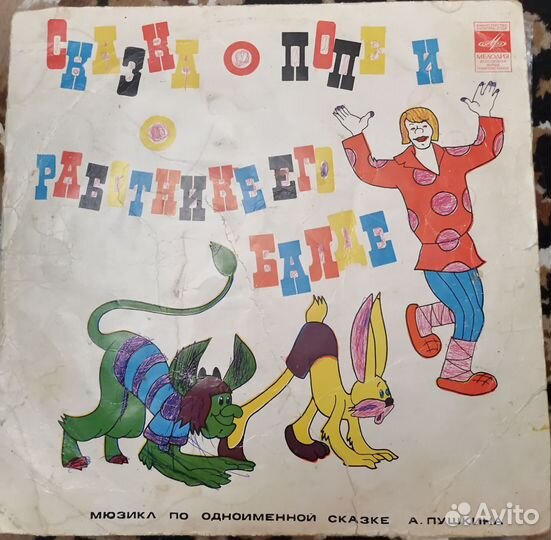 СКАЗКА О ПОПЕ И
О
РАБОТНИКЕ ЕГО
БАЛДЕ
МЕЛОДИЯ
МЮЗИКЛ ПО ОДНОИМЕННОЙ СКАЗКЕ А. ПУШКИНА
Avito